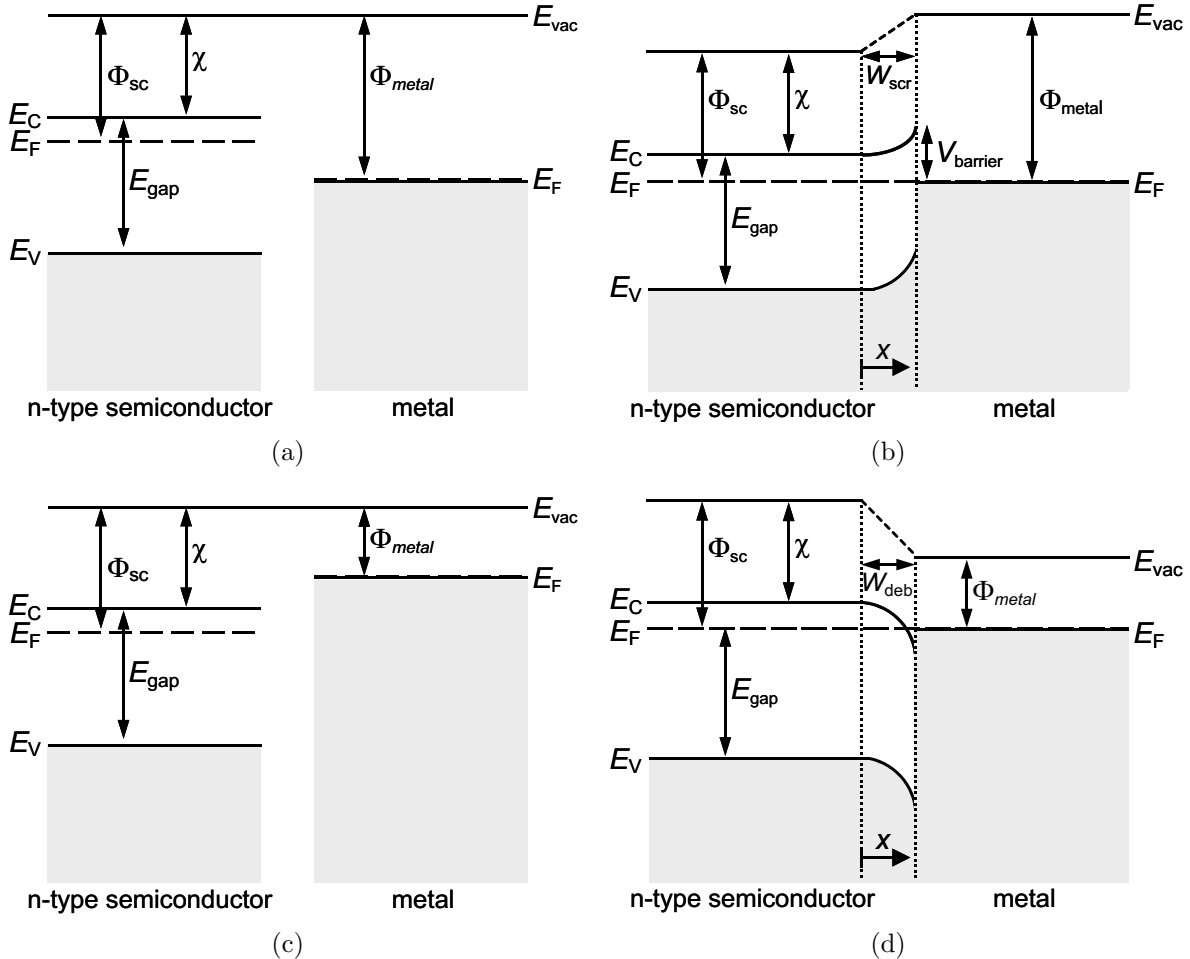 E_vac
Φ_sc
χ
Φ_metal
E_C
E_F
E_gap
E_F
E_V
n-type semiconductor
metal
(a)
E_vac
W_scr
Φ_sc
χ
Φ_metal
E_C
V_barrier
E_F
E_F
E_gap
E_V
x
n-type semiconductor
metal
(b)
E_vac
Φ_sc
χ
Φ_metal
E_F
E_C
E_F
E_gap
E_V
n-type semiconductor
metal
(c)
Φ_sc
χ
E_vac
W_deb
Φ_metal
E_C
E_F
E_F
E_gap
E_V
x
n-type semiconductor
metal
(d)